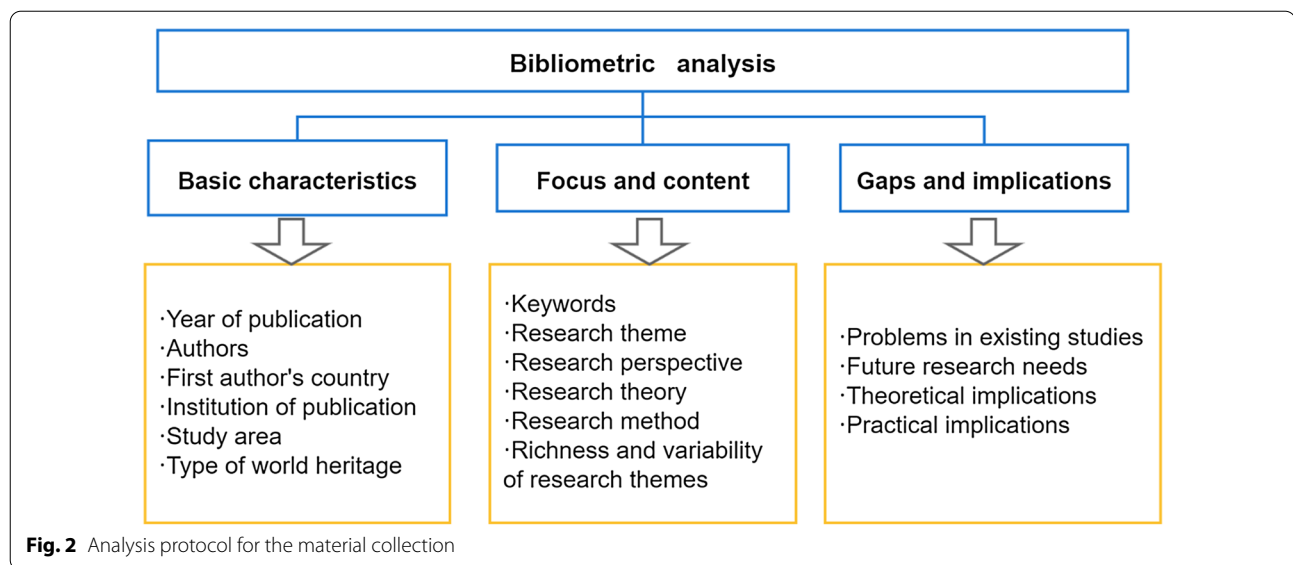 Bibliometric analysis
Basic characteristics
Focus and content
Gaps and implications
·Year of publication
·Authors
·First author's country
·Institution of publication
·Study area
·Type of world heritage
·Keywords
·Research theme
·Research perspective
·Research theory
·Research method
·Richness and variability
of research themes
·Problems in existing studies
·Future research needs
·Theoretical implications
·Practical implications
Fig. 2 Analysis protocol for the material collection